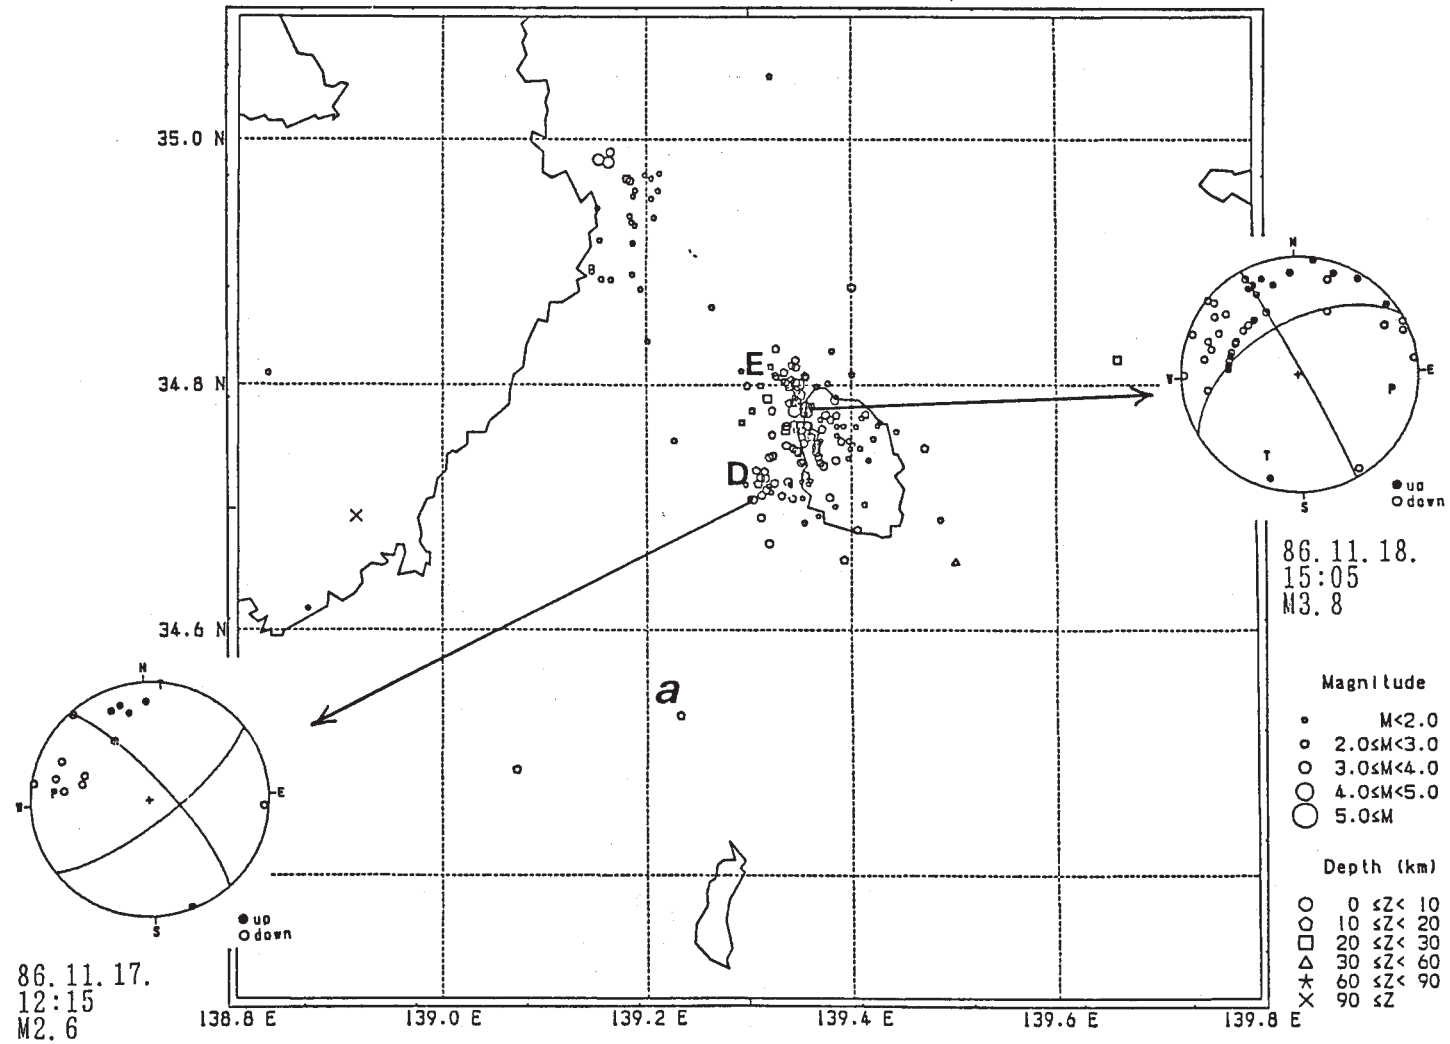 35.0 N
34.8 N
34.6 N
138.8 E
139.0 E
139.2 E
139.4 E
139.6 E
139.8 E
E
D
a
B
N
W
E
S
P
T
up
down
86.11.18.
15:05
M3.8
N
W
E
S
P
up
down
86.11.17.
12:15
M2.6
Magnitude
M<2.0
2.0≤M<3.0
3.0≤M<4.0
4.0≤M<5.0
5.0≤M
Depth (km)
0 ≤Z< 10
10 ≤Z< 20
20 ≤Z< 30
30 ≤Z< 60
60 ≤Z< 90
90 ≤Z